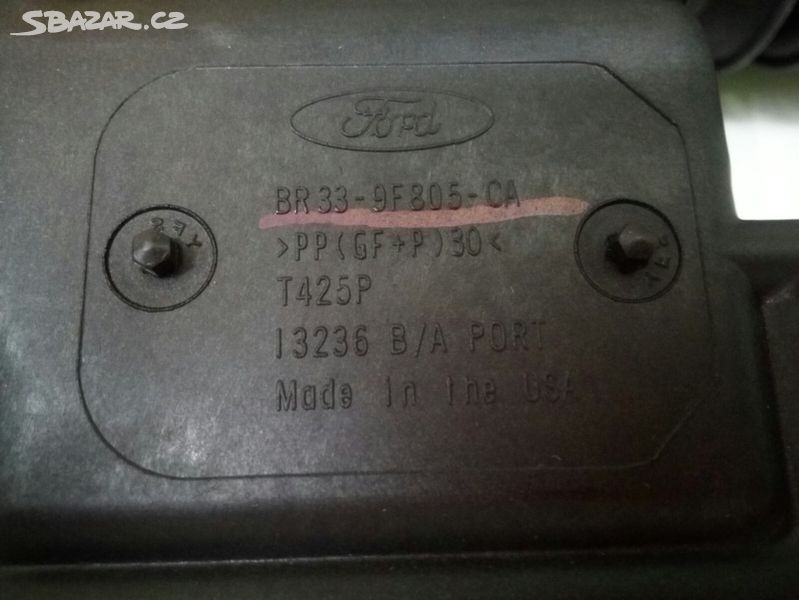 SBAZAR.CZ
Ford
BR33-9F805-CA
>PP(GF+P)30<
T425P
13236 B/A PORT
Made In the USA